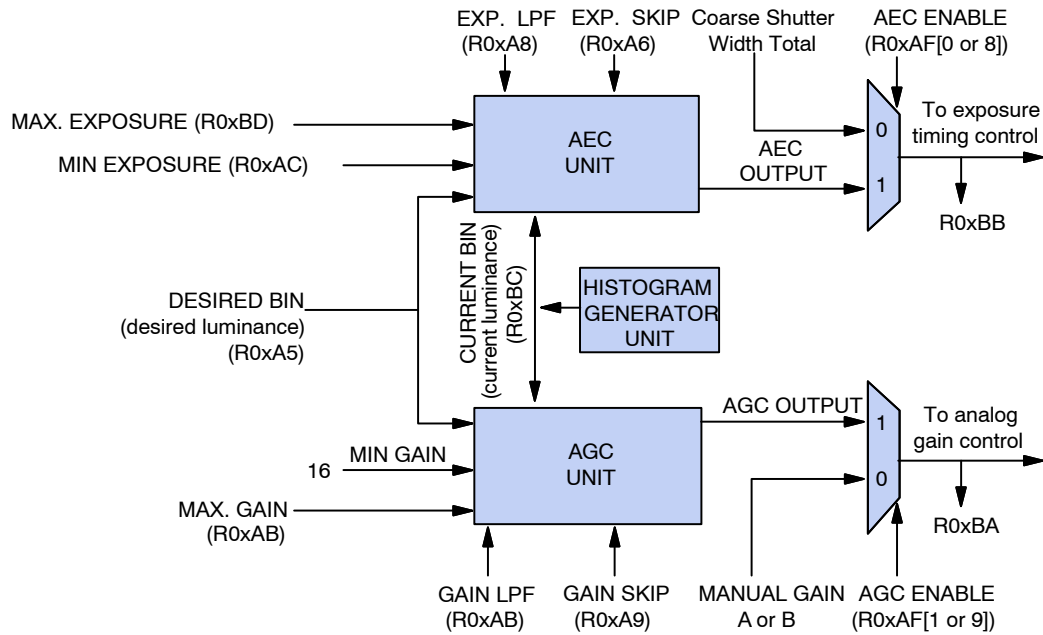 EXP. LPF
(R0xA8)
EXP. SKIP
(R0xA6)
Coarse Shutter
Width Total
AEC ENABLE
(R0xAF[0 or 8])
MAX. EXPOSURE (R0xBD)
MIN EXPOSURE (R0xAC)
AEC
UNIT
AEC
OUTPUT
0
1
To exposure
timing control
R0xBB
DESIRED BIN
(desired luminance)
(R0xA5)
CURRENT BIN
(current luminance)
(R0xBC)
HISTOGRAM
GENERATOR
UNIT
16
MIN GAIN
MAX. GAIN
(R0xAB)
AGC
UNIT
AGC OUTPUT
1
0
To analog
gain control
R0xBA
GAIN LPF
(R0xAB)
GAIN SKIP
(R0xA9)
MANUAL GAIN
A or B
AGC ENABLE
(R0xAF[1 or 9])